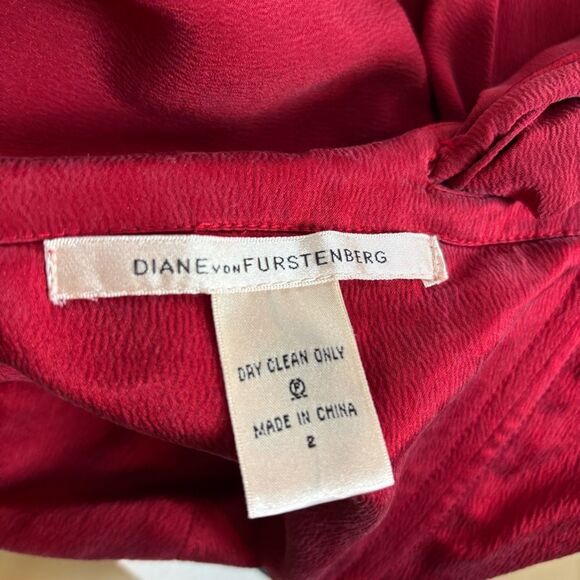 DIANE VON FURSTENBERG
DRY CLEAN ONLY
P
MADE IN CHINA
2